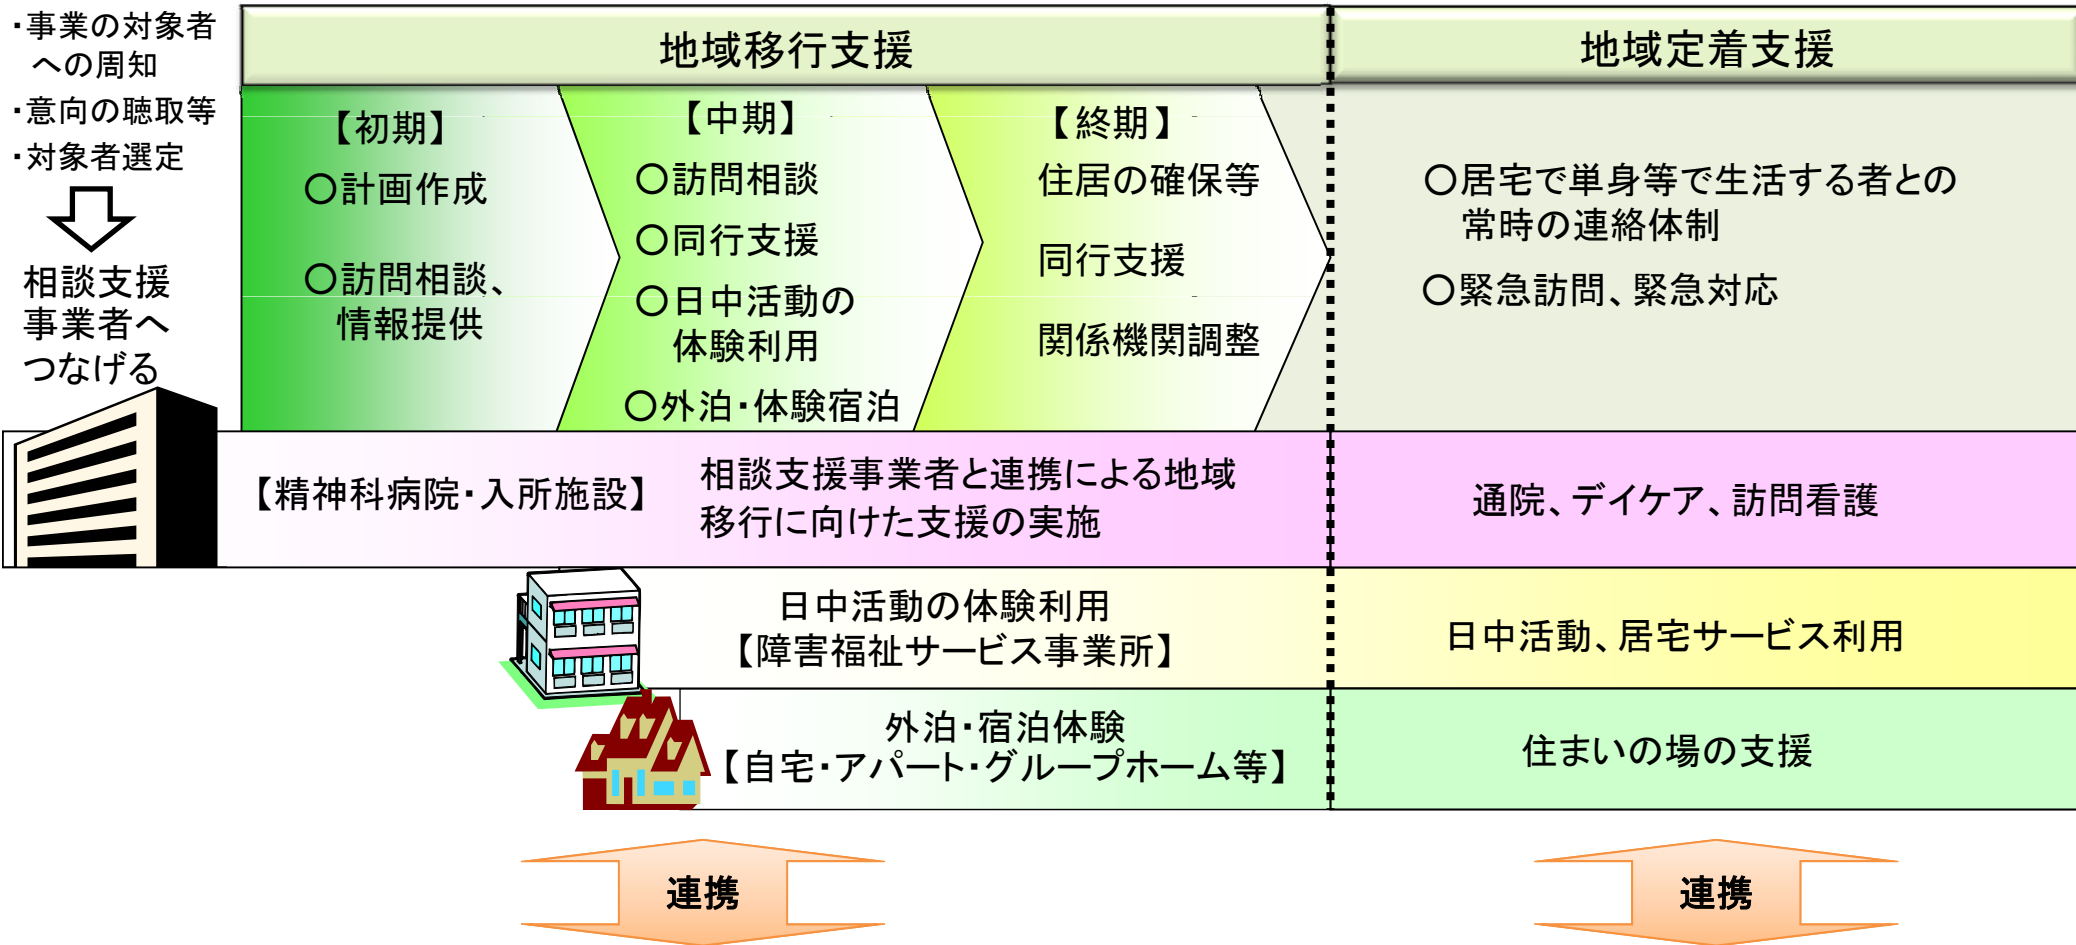 ・事業の対象者
への周知
・意向の聴取等
・対象者選定
相談支援
事業者へ
つなげる
地域移行支援
地域定着支援
【初期】
○計画作成
○訪問相談、
情報提供
【中期】
○訪問相談
○同行支援
○日中活動の
体験利用
○外泊・体験宿泊
【終期】
住居の確保等
同行支援
関係機関調整
○居宅で単身等で生活する者との
常時の連絡体制
○緊急訪問、緊急対応
【精神科病院・入所施設】
相談支援事業者と連携による地域
移行に向けた支援の実施
通院、デイケア、訪問看護
日中活動の体験利用
【障害福祉サービス事業所】
日中活動、居宅サービス利用
外泊・宿泊体験
【自宅・アパート・グループホーム等】
住まいの場の支援
連携
連携